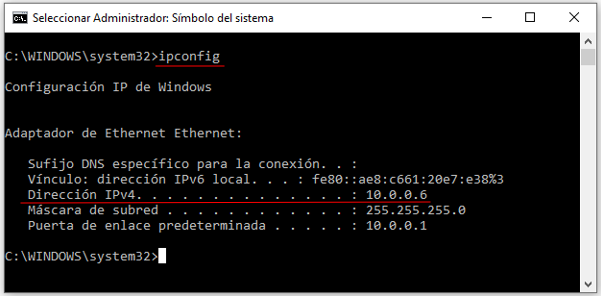 Seleccionar Administrador: Símbolo del sistema
C:\WINDOWS\system32>ipconfig
Configuración IP de Windows
Adaptador de Ethernet Ethernet:
Sufijo DNS específico para la conexión. . :
Vínculo: dirección IPv6 local. . . : fe80::ae8:c661:20e7:e38%3
Dirección IPv4. . . . . . . . . . . . . . : 10.0.0.6
Máscara de subred . . . . . . . . . . . . : 255.255.255.0
Puerta de enlace predeterminada . . . . . : 10.0.0.1
C:\WINDOWS\system32>